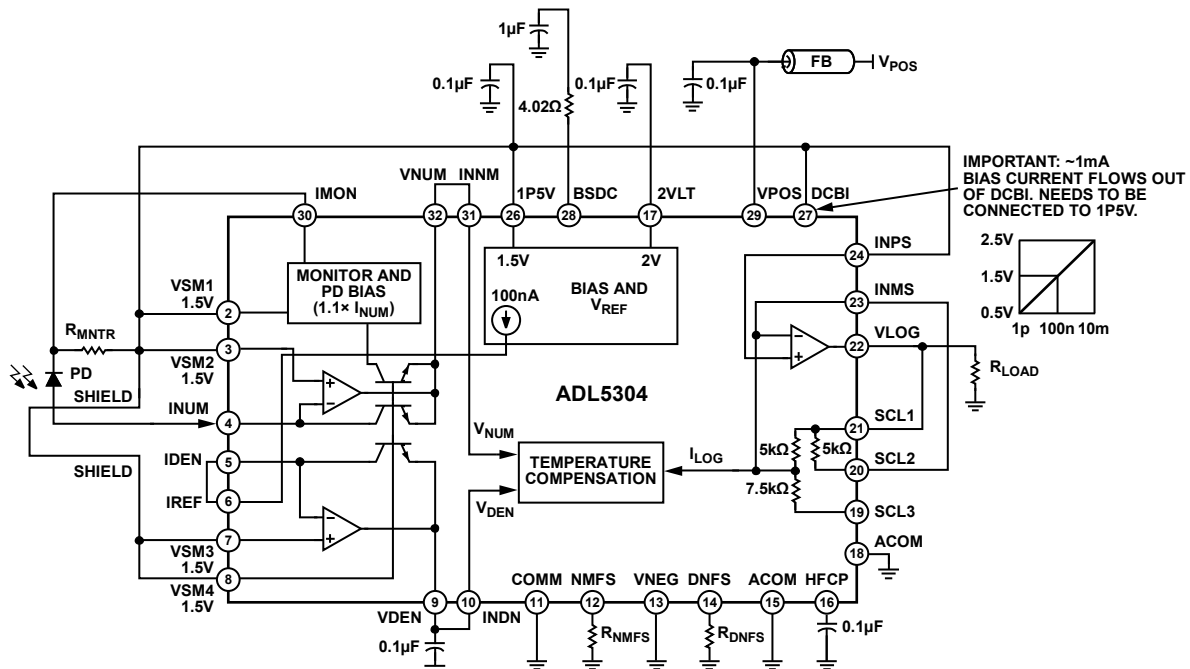 1µF
0.1µF
4.02Ω
0.1µF
0.1µF
FB
VPOS
IMPORTANT: ~1mA
BIAS CURRENT FLOWS OUT
OF DCBI. NEEDS TO BE
CONNECTED TO 1P5V.
IMON
VNUM
INNM
1P5V
BSDC
2VLT
VPOS
DCBI
30
32
31
26
28
17
29
27
INPS
24
2.5V
1.5V
0.5V
1p
100n
10m
MONITOR AND
PD BIAS
(1.1× INUM)
1.5V
2V
100nA
BIAS AND
VREF
VSM1
1.5V
2
INMS
23
RMNTR
3
VSM2
1.5V
VLOG
22
RLOAD
PD
SHIELD
INUM
4
ADL5304
SCL1
21
5kΩ
5kΩ
SCL2
20
7.5kΩ
SCL3
19
ACOM
18
IDEN
5
SHIELD
IREF
6
VNUM
TEMPERATURE
COMPENSATION
ILOG
VDEN
7
VSM3
1.5V
8
VSM4
1.5V
VDEN
INDN
COMM
NMFS
VNEG
DNFS
ACOM
HFCP
9
10
11
12
13
14
15
16
0.1µF
RNMFS
RDNFS
0.1µF